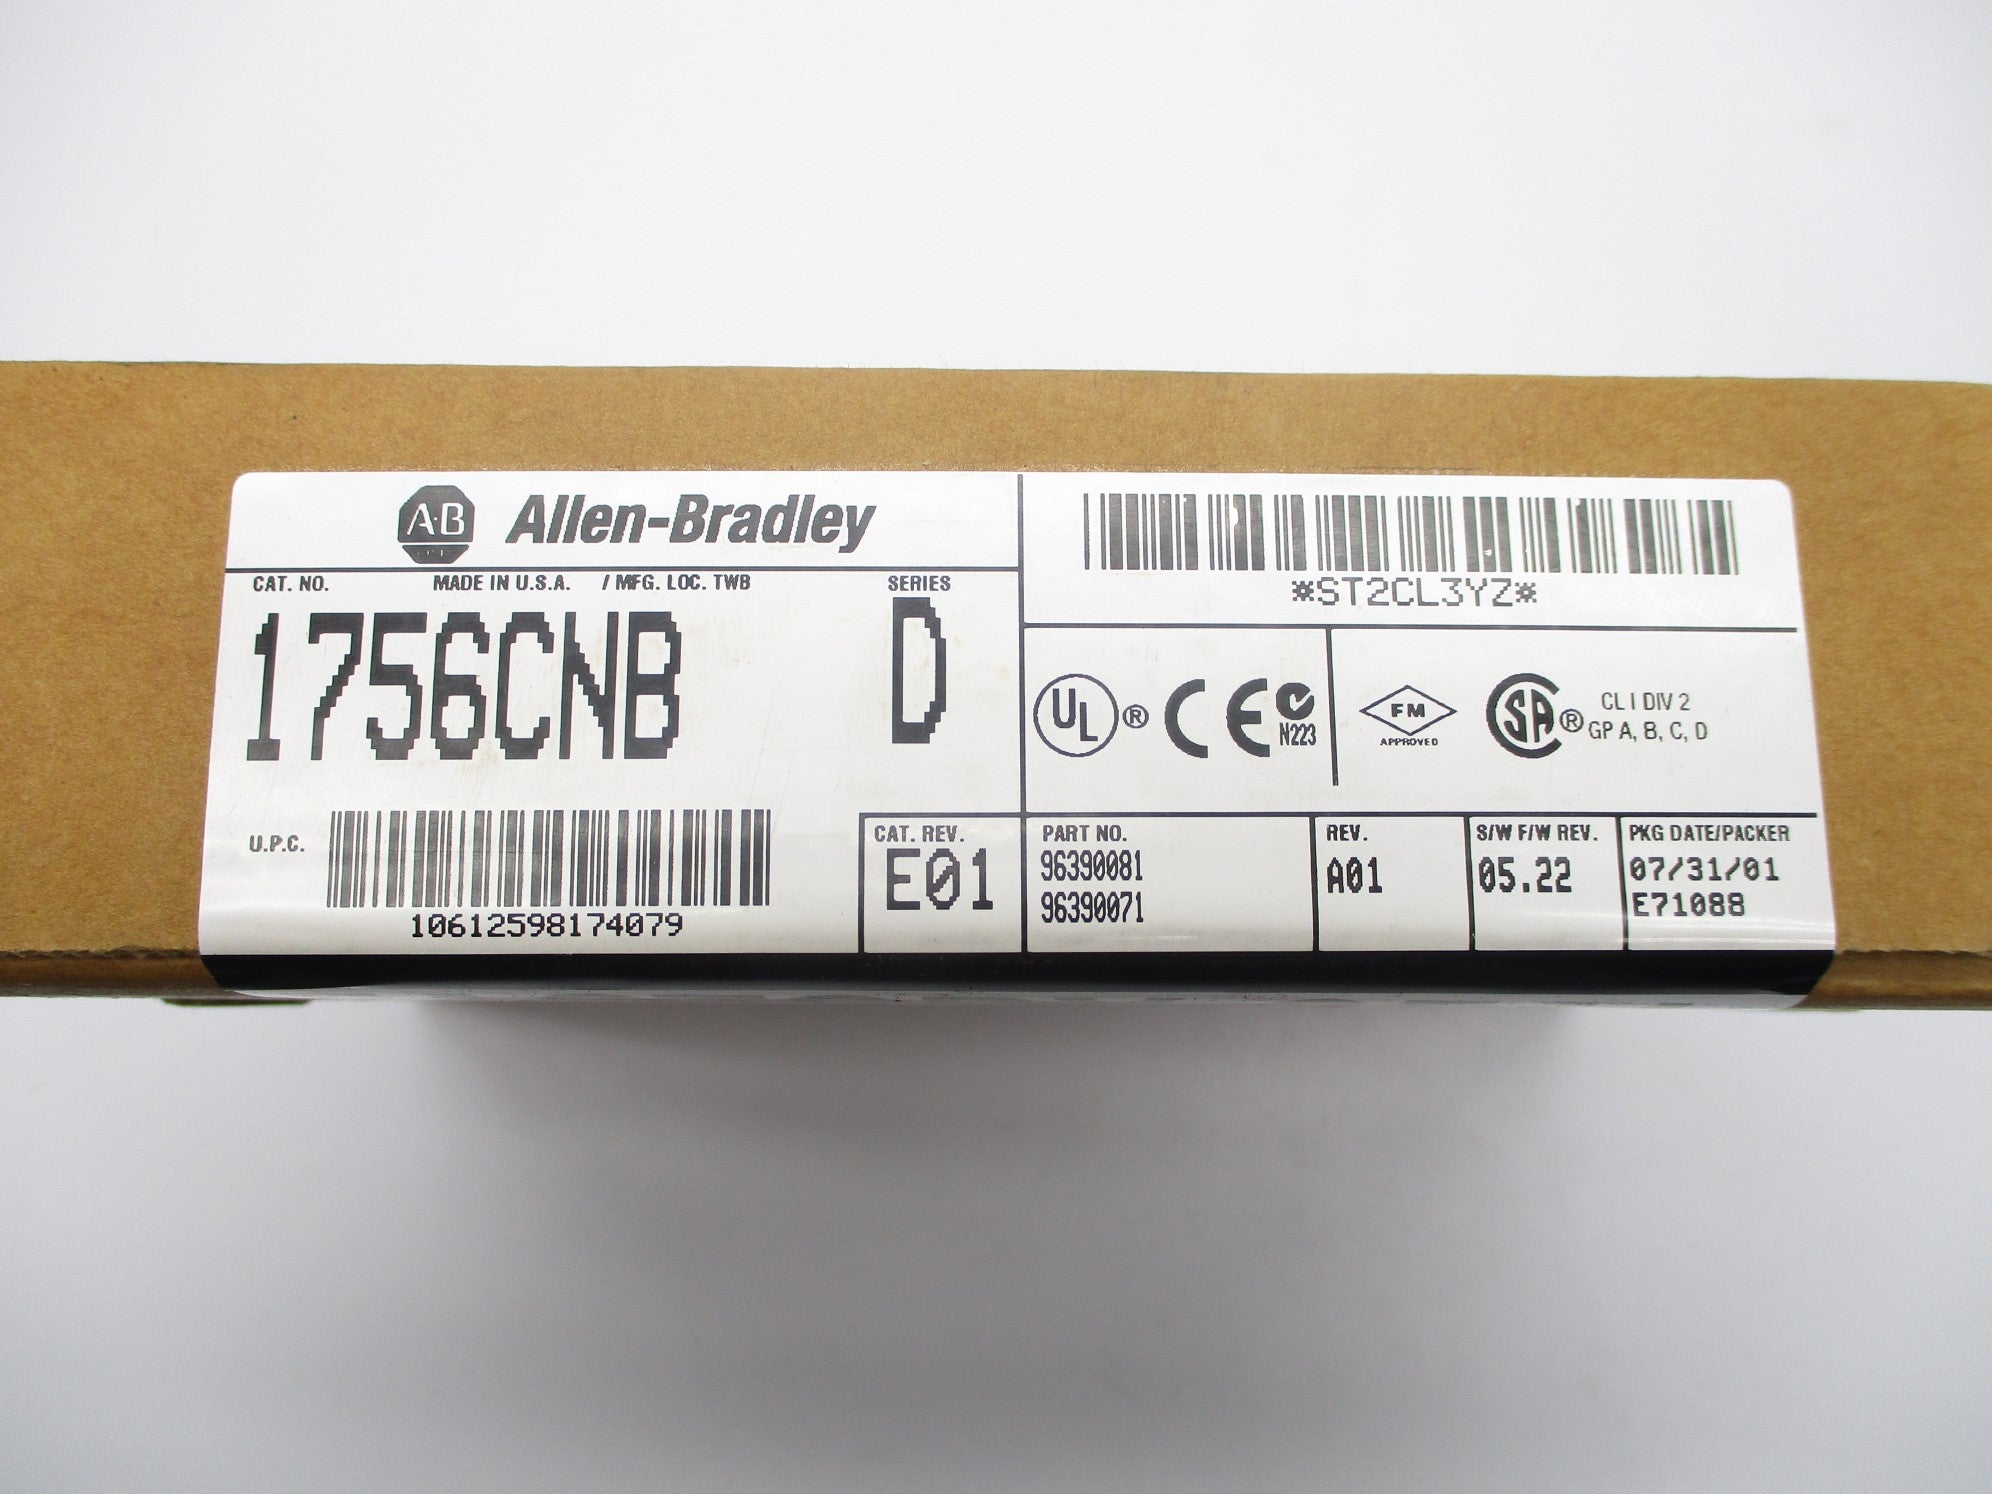 A·B Allen-Bradley
CAT. NO. MADE IN U.S.A. / MFG. LOC. TWB SERIES
1756CNB D
U.P.C.
10612598174079
CAT. REV.
E01
*ST2CL3YZ*
UL® CE N223
FM
APPROVED
SA® CL I DIV 2
GP A, B, C, D
PART NO.
96390081
96390071
REV.
A01
S/W F/W REV.
05.22
PKG DATE/PACKER
07/31/01
E71088